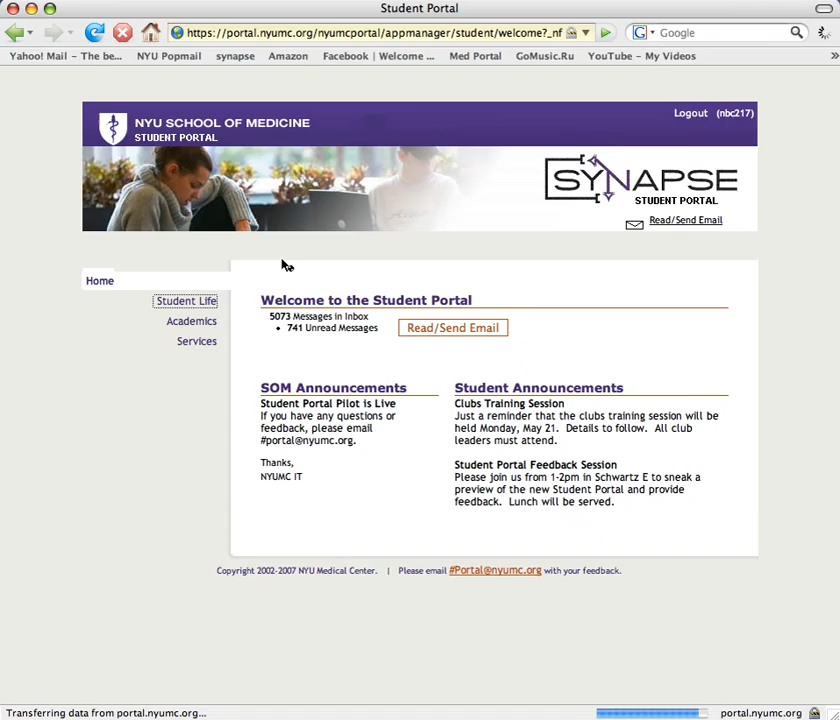 Student Portal
https://portal.nyumc.org/nyumcportal/appmanager/student/welcome?_nf
Google
Yahoo! Mail – The be... NYU Popmail synapse Amazon Facebook | Welcome ... Med Portal GoMusic.Ru YouTube – My Videos »
NYU SCHOOL OF MEDICINE
STUDENT PORTAL
Logout (nbc217)
SYNAPSE
STUDENT PORTAL
Read/Send Email
Home
Student Life
Academics
Services
Welcome to the Student Portal
5073 Messages in Inbox
• 741 Unread Messages
Read/Send Email
SOM Announcements
Student Portal Pilot is Live
If you have any questions or
feedback, please email
#portal@nyumc.org.
Thanks,
NYUMC IT
Student Announcements
Clubs Training Session
Just a reminder that the clubs training session will be
held Monday, May 21. Details to follow. All club
leaders must attend.
Student Portal Feedback Session
Please join us from 1-2pm in Schwartz E to sneak a
preview of the new Student Portal and provide
feedback. Lunch will be served.
Copyright 2002-2007 NYU Medical Center. | Please email #Portal@nyumc.org with your feedback.
Transferring data from portal.nyumc.org... portal.nyumc.org